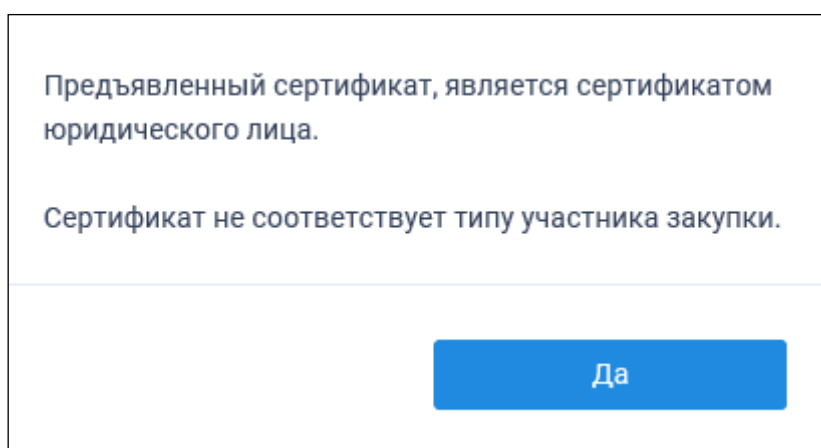 Предъявленный сертификат, является сертификатом
юридического лица.
Сертификат не соответствует типу участника закупки.
Да